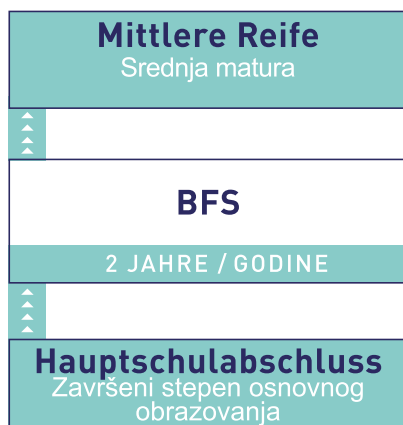 Mittlere Reife
Srednja matura
BFS
2 JAHRE / GODINE
Hauptschulabschluss
Završeni stepen osnovnog
obrazovanja